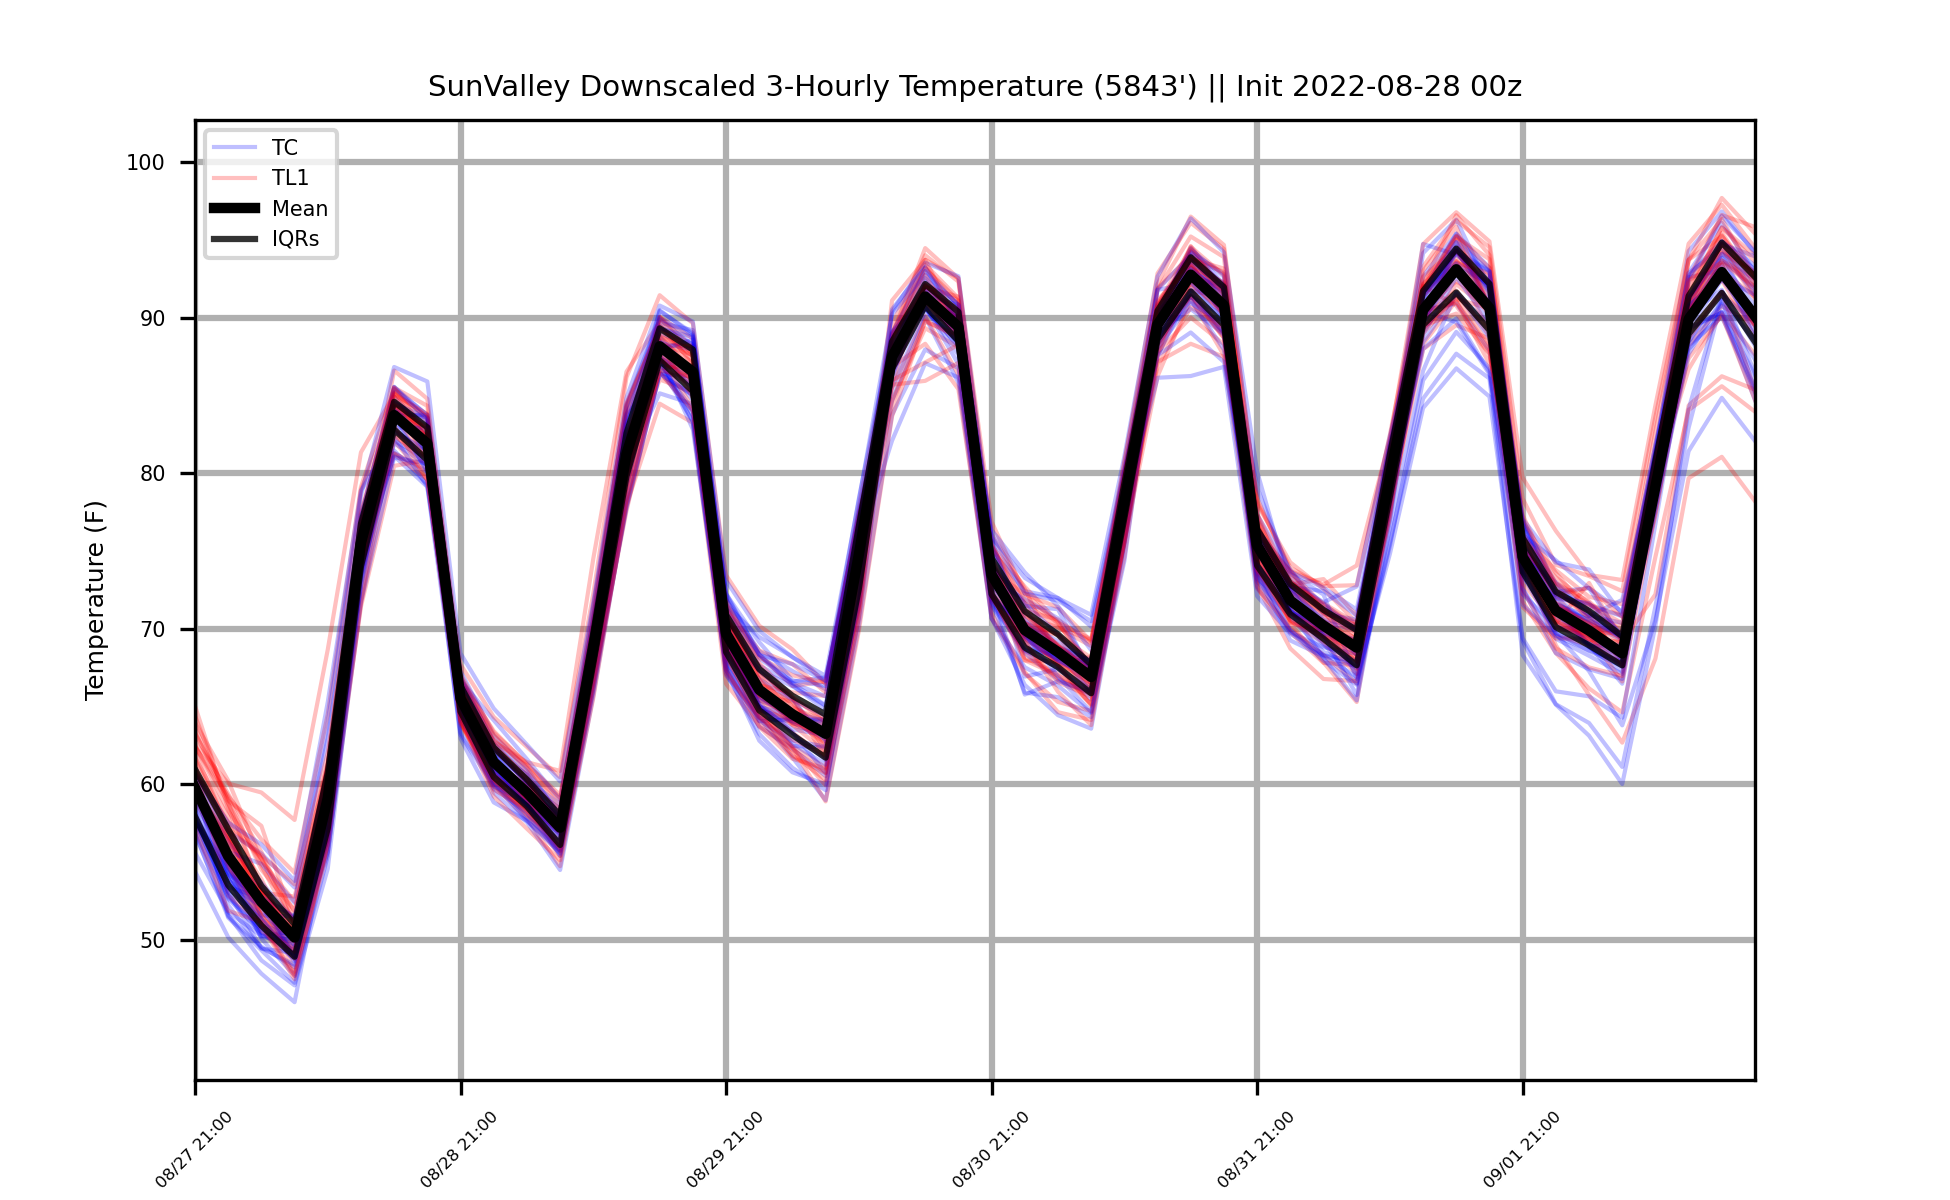 SunValley Downscaled 3-Hourly Temperature (5843') || Init 2022-08-28 00z
TC
TL1
Mean
IQRs
Temperature (F)
100
90
80
70
60
50
08/27 21:00
08/28 21:00
08/29 21:00
08/30 21:00
08/31 21:00
09/01 21:00